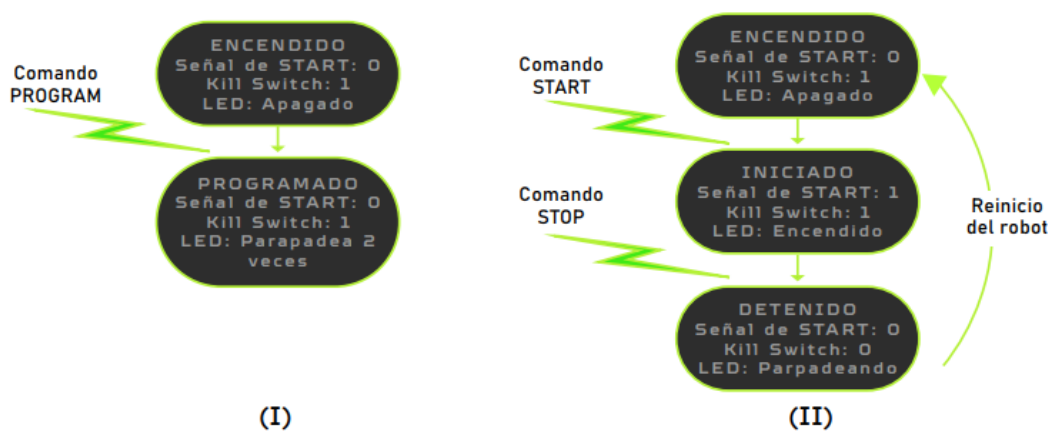 Comando
PROGRAM
ENCENDIDO
Señal de START: 0
Kill Switch: 1
LED: Apagado
PROGRAMADO
Señal de START: 0
Kill Switch: 1
LED: Parapadea 2
veces
(I)
Comando
START
ENCENDIDO
Señal de START: 0
Kill Switch: 1
LED: Apagado
INICIADO
Señal de START: 1
Kill Switch: 1
LED: Encendido
Comando
STOP
DETENIDO
Señal de START: 0
Kill Switch: 0
LED: Parpadeando
Reinicio
del robot
(II)